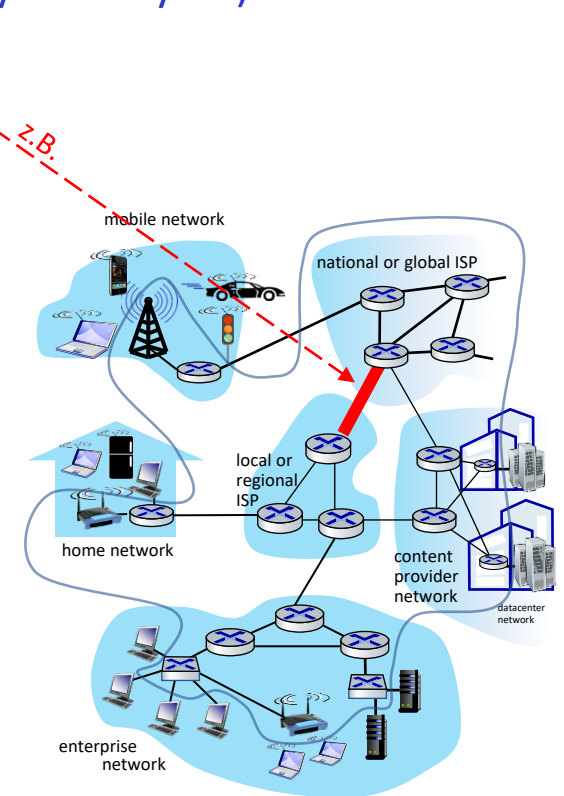 z.B.
mobile network
national or global ISP
local or
regional
ISP
home network
content
provider
network
datacenter
network
enterprise
network